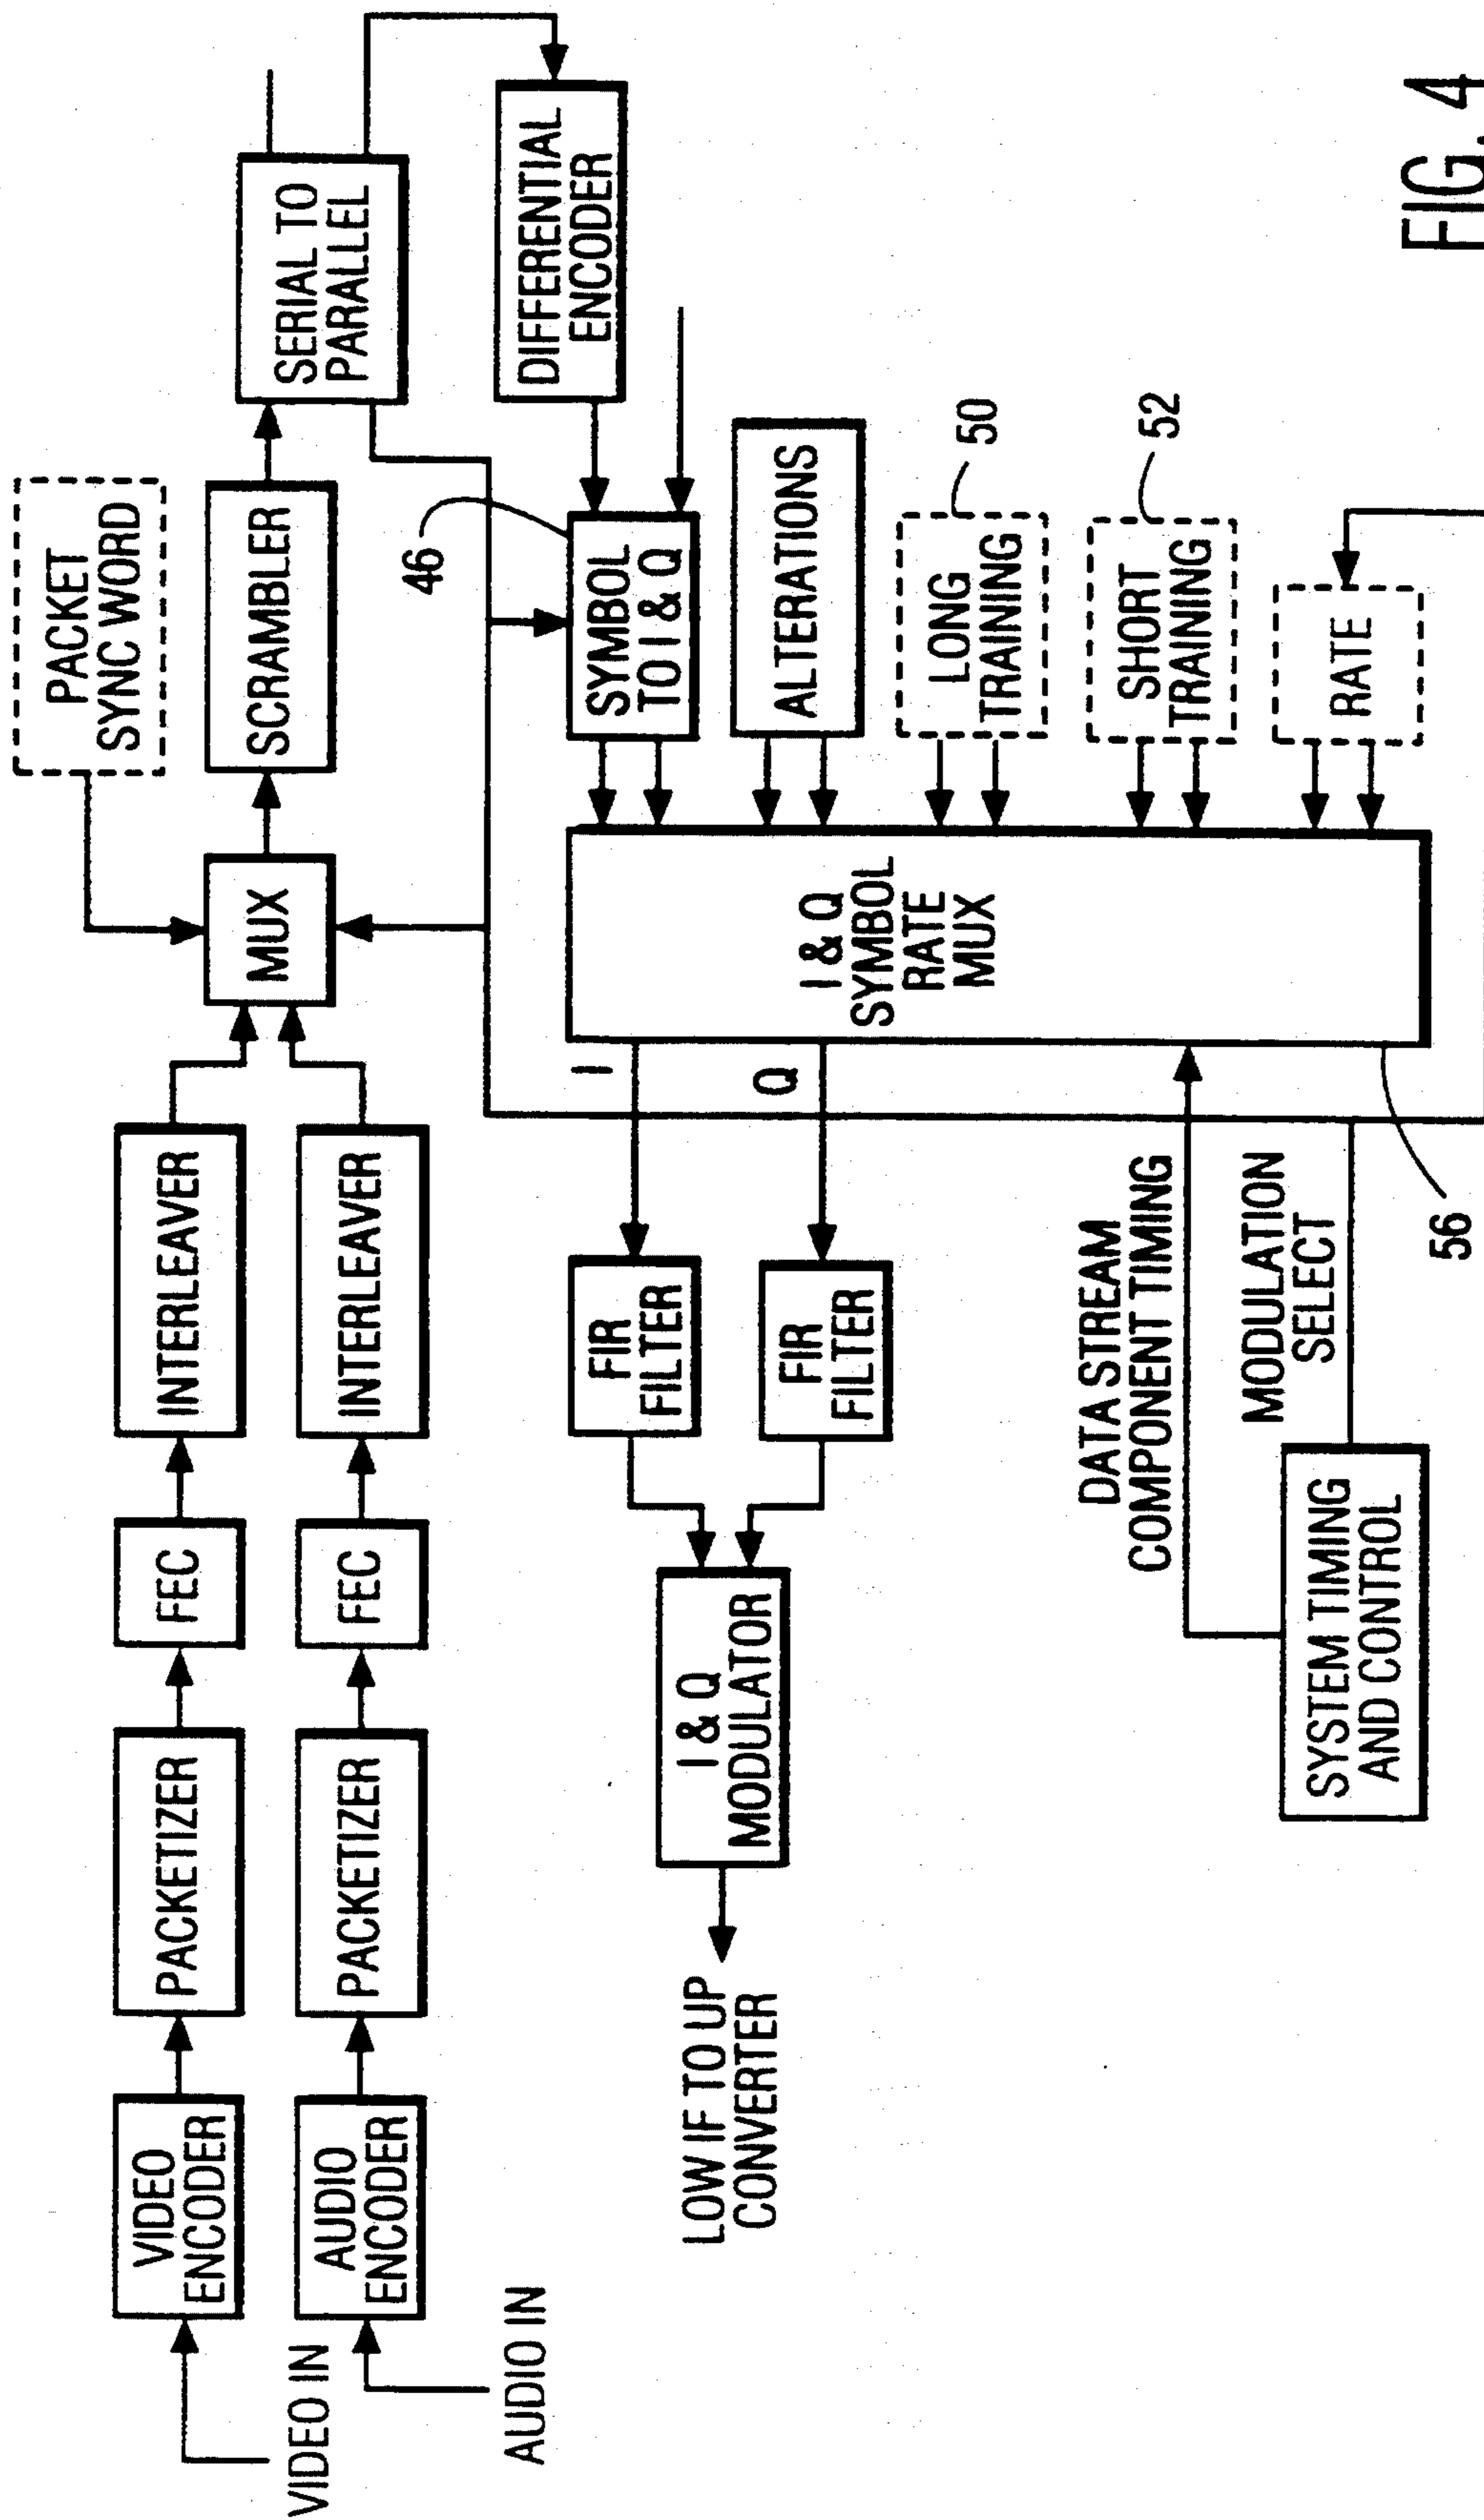 VIDEO IN
VIDEO
ENCODER
PACKETIZER
FEC
INTERLEAVER
AUDIO IN
AUDIO
ENCODER
PACKETIZER
FEC
INTERLEAVER
MUX
PACKET
SYNC WORD
SCRAMBLER
SERIAL TO
PARALLEL
DIFFERENTIAL
ENCODER
46
SYMBOL
TO I & Q
ALTERATIONS
LONG
TRAINING
50
SHORT
TRAINING
52
RATE
I & Q
SYMBOL
RATE
MUX
56
I
Q
FIR
FILTER
FIR
FILTER
I & Q
MODULATOR
LOW IF TO UP
CONVERTER
DATA STREAM
COMPONENT TIMING
MODULATION
SELECT
SYSTEM TIMING
AND CONTROL
FIG. 4